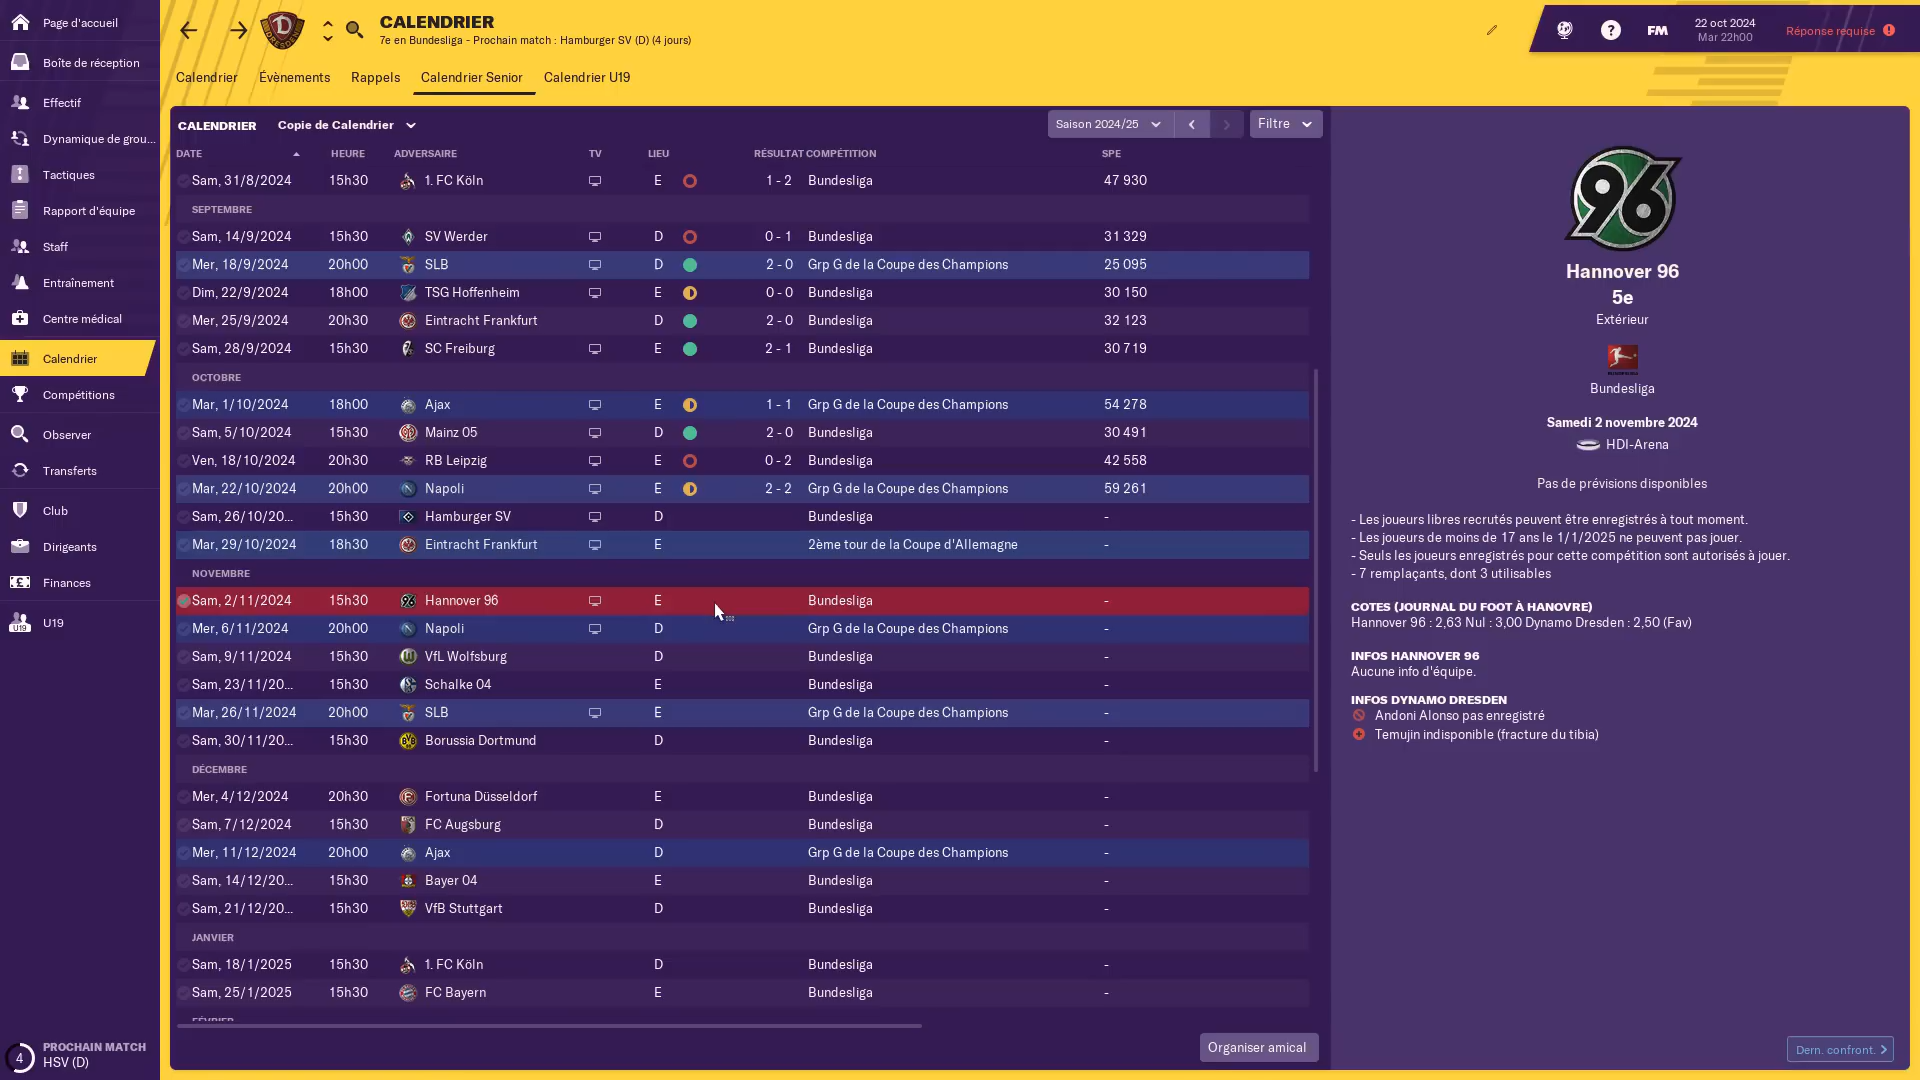 Page d'accueil
Boîte de réception
Effectif
Dynamique de grou...
Tactiques
Rapport d'équipe
Staff
Entraînement
Centre médical
Calendrier
Compétitions
Observer
Transferts
Club
Dirigeants
Finances
U19
U19
4
PROCHAIN MATCH
HSV (D)
CALENDRIER
7e en Bundesliga - Prochain match : Hamburger SV (D) (4 jours)
FM
22 oct 2024
Mar 22h00
Réponse requise
Calendrier Évènements Rappels Calendrier Senior Calendrier U19
CALENDRIER Copie de Calendrier Saison 2024/25 Filtre
DATE HEURE ADVERSAIRE TV LIEU RÉSULTAT COMPÉTITION SPE
Sam, 31/8/2024 15h30 1. FC Köln E 1 - 2 Bundesliga 47 930
SEPTEMBRE
Sam, 14/9/2024 15h30 SV Werder D 0 - 1 Bundesliga 31 329
Mer, 18/9/2024 20h00 SLB D 2 - 0 Grp G de la Coupe des Champions 25 095
Dim, 22/9/2024 18h00 TSG Hoffenheim E 0 - 0 Bundesliga 30 150
Mer, 25/9/2024 20h30 Eintracht Frankfurt D 2 - 0 Bundesliga 32 123
Sam, 28/9/2024 15h30 SC Freiburg E 2 - 1 Bundesliga 30 719
OCTOBRE
Mar, 1/10/2024 18h00 Ajax E 1 - 1 Grp G de la Coupe des Champions 54 278
Sam, 5/10/2024 15h30 Mainz 05 D 2 - 0 Bundesliga 30 491
Ven, 18/10/2024 20h30 RB Leipzig E 0 - 2 Bundesliga 42 558
Mar, 22/10/2024 20h00 Napoli E 2 - 2 Grp G de la Coupe des Champions 59 261
Sam, 26/10/20... 15h30 Hamburger SV D Bundesliga -
Mar, 29/10/2024 18h30 Eintracht Frankfurt E 2ème tour de la Coupe d'Allemagne -
NOVEMBRE
Sam, 2/11/2024 15h30 Hannover 96 E Bundesliga -
Mer, 6/11/2024 20h00 Napoli D Grp G de la Coupe des Champions -
Sam, 9/11/2024 15h30 VfL Wolfsburg D Bundesliga -
Sam, 23/11/20... 15h30 Schalke 04 E Bundesliga -
Mar, 26/11/2024 20h00 SLB E Grp G de la Coupe des Champions -
Sam, 30/11/20... 15h30 Borussia Dortmund D Bundesliga -
DÉCEMBRE
Mer, 4/12/2024 20h30 Fortuna Düsseldorf E Bundesliga -
Sam, 7/12/2024 15h30 FC Augsburg D Bundesliga -
Mer, 11/12/2024 20h00 Ajax D Grp G de la Coupe des Champions -
Sam, 14/12/20... 15h30 Bayer 04 E Bundesliga -
Sam, 21/12/20... 15h30 VfB Stuttgart D Bundesliga -
JANVIER
Sam, 18/1/2025 15h30 1. FC Köln D Bundesliga -
Sam, 25/1/2025 15h30 FC Bayern E Bundesliga -
FÉVRIER
Organiser amical
96
Hannover 96
5e
Extérieur
Bundesliga
Samedi 2 novembre 2024
HDI-Arena
Pas de prévisions disponibles
- Les joueurs libres recrutés peuvent être enregistrés à tout moment.
- Les joueurs de moins de 17 ans le 1/1/2025 ne peuvent pas jouer.
- Seuls les joueurs enregistrés pour cette compétition sont autorisés à jouer.
- 7 remplaçants, dont 3 utilisables
COTES (JOURNAL DU FOOT À HANOVRE)
Hannover 96 : 2,63 Nul : 3,00 Dynamo Dresden : 2,50 (Fav)
INFOS HANNOVER 96
Aucune info d'équipe.
INFOS DYNAMO DRESDEN
Andoni Alonso pas enregistré
Temujin indisponible (fracture du tibia)
Dern. confront.